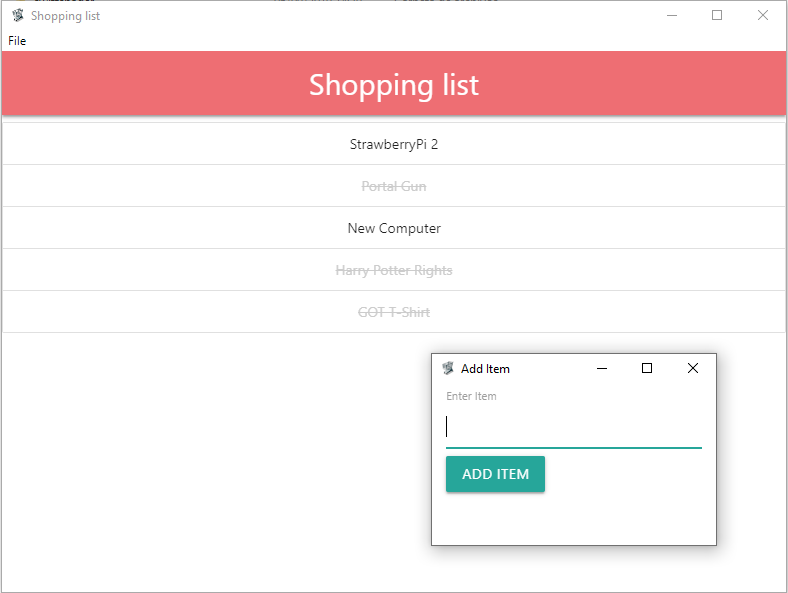 Shopping list
File
Shopping list
StrawberryPi 2
Portal Gun
New Computer
Harry Potter Rights
GOT T-Shirt
Add Item
Enter Item
ADD ITEM